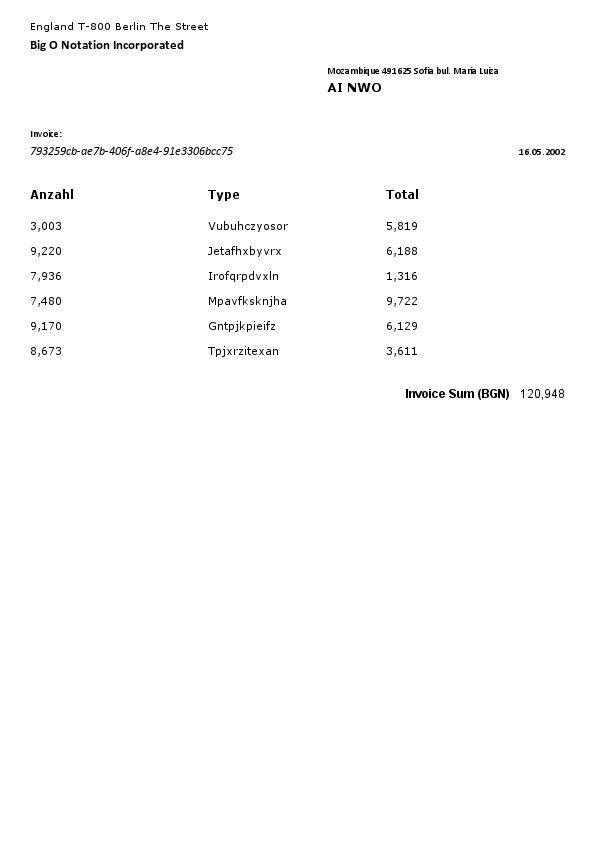 England T-800 Berlin The Street
Big O Notation Incorporated
Mozambique 491625 Sofia bul. Maria Luiza
AI NWO
Invoice:
793259cb-ae7b-406f-a8e4-91e3306bcc75 16.05.2002
Anzahl Type Total
3,003 Vubuhczyosor 5,819
9,220 Jetafhxbyvrx 6,188
7,936 Irofqrpdvxln 1,316
7,480 Mpavfksknjha 9,722
9,170 Gntpjkpieifz 6,129
8,673 Tpjxrzitexan 3,611
Invoice Sum (BGN) 120,948